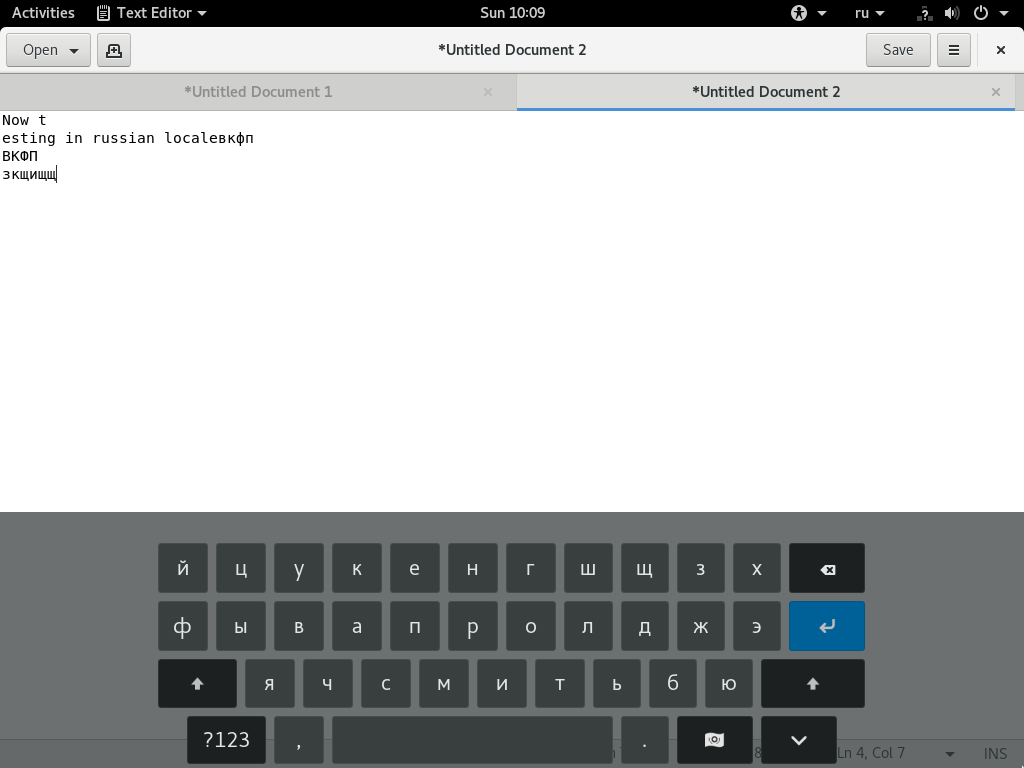 Activities Text Editor Sun 10:09 ru
Open *Untitled Document 2 Save
*Untitled Document 1 *Untitled Document 2
Now t
esting in russian localeвкфп
ВКФП
зкщищщ
й ц у к е н г ш щ з х
ф ы в а п р о л д ж э
я ч с м и т ь б ю
?123 , .
Ln 4, Col 7 INS